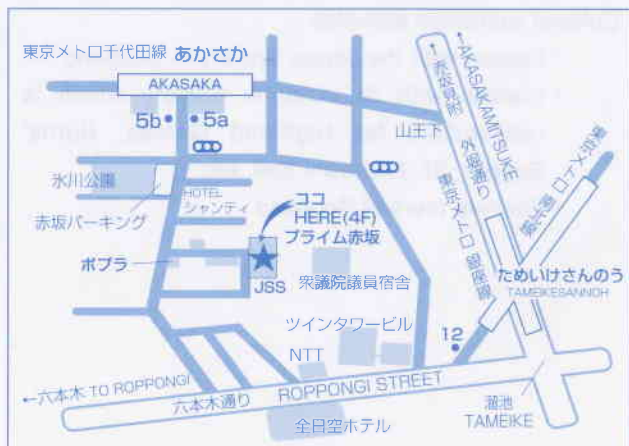 東京メトロ千代田線 あかさか
AKASAKA
5b
5a
←赤坂見附
←AKASAKAMITSUKE
外堀通り
山王下
東京メトロ銀座線
氷川公園
赤坂パーキング
HOTEL
シャンティ
ココ
HERE(4F)
プライム赤坂
ポプラ
JSS
衆議院議員宿舎
ためいけさんのう
TAMEIKESANNOH
ツインタワービル
12
NTT
←六本木 TO ROPPONGI
六本木通り
ROPPONGI STREET
溜池
TAMEIKE
全日空ホテル